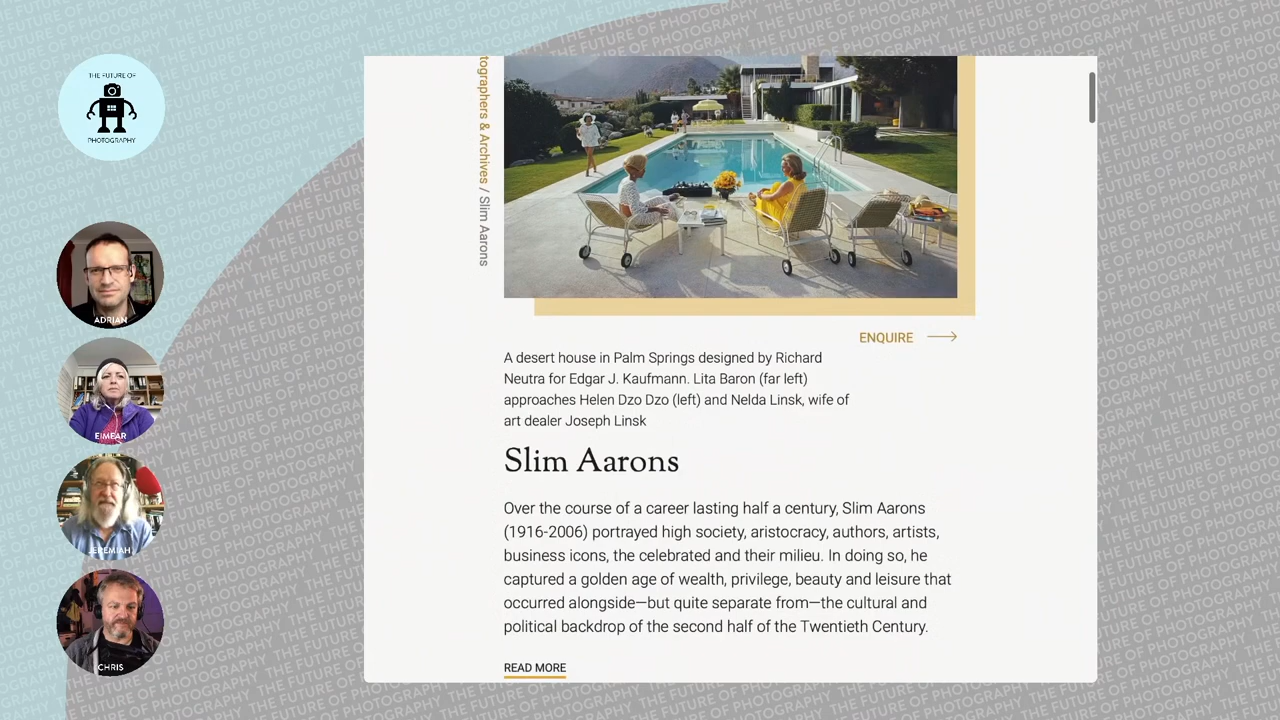 THE FUTURE OF
PHOTOGRAPHY
ADRIAN
EIMEAR
JEREMIAH
CHRIS
tographers & Archives / Slim Aarons
ENQUIRE
A desert house in Palm Springs designed by Richard
Neutra for Edgar J. Kaufmann. Lita Baron (far left)
approaches Helen Dzo Dzo (left) and Nelda Linsk, wife of
art dealer Joseph Linsk
Slim Aarons
Over the course of a career lasting half a century, Slim Aarons
(1916-2006) portrayed high society, aristocracy, authors, artists,
business icons, the celebrated and their milieu. In doing so, he
captured a golden age of wealth, privilege, beauty and leisure that
occurred alongside—but quite separate from—the cultural and
political backdrop of the second half of the Twentieth Century.
READ MORE
THE FUTURE OF PHOTOGRAPHY